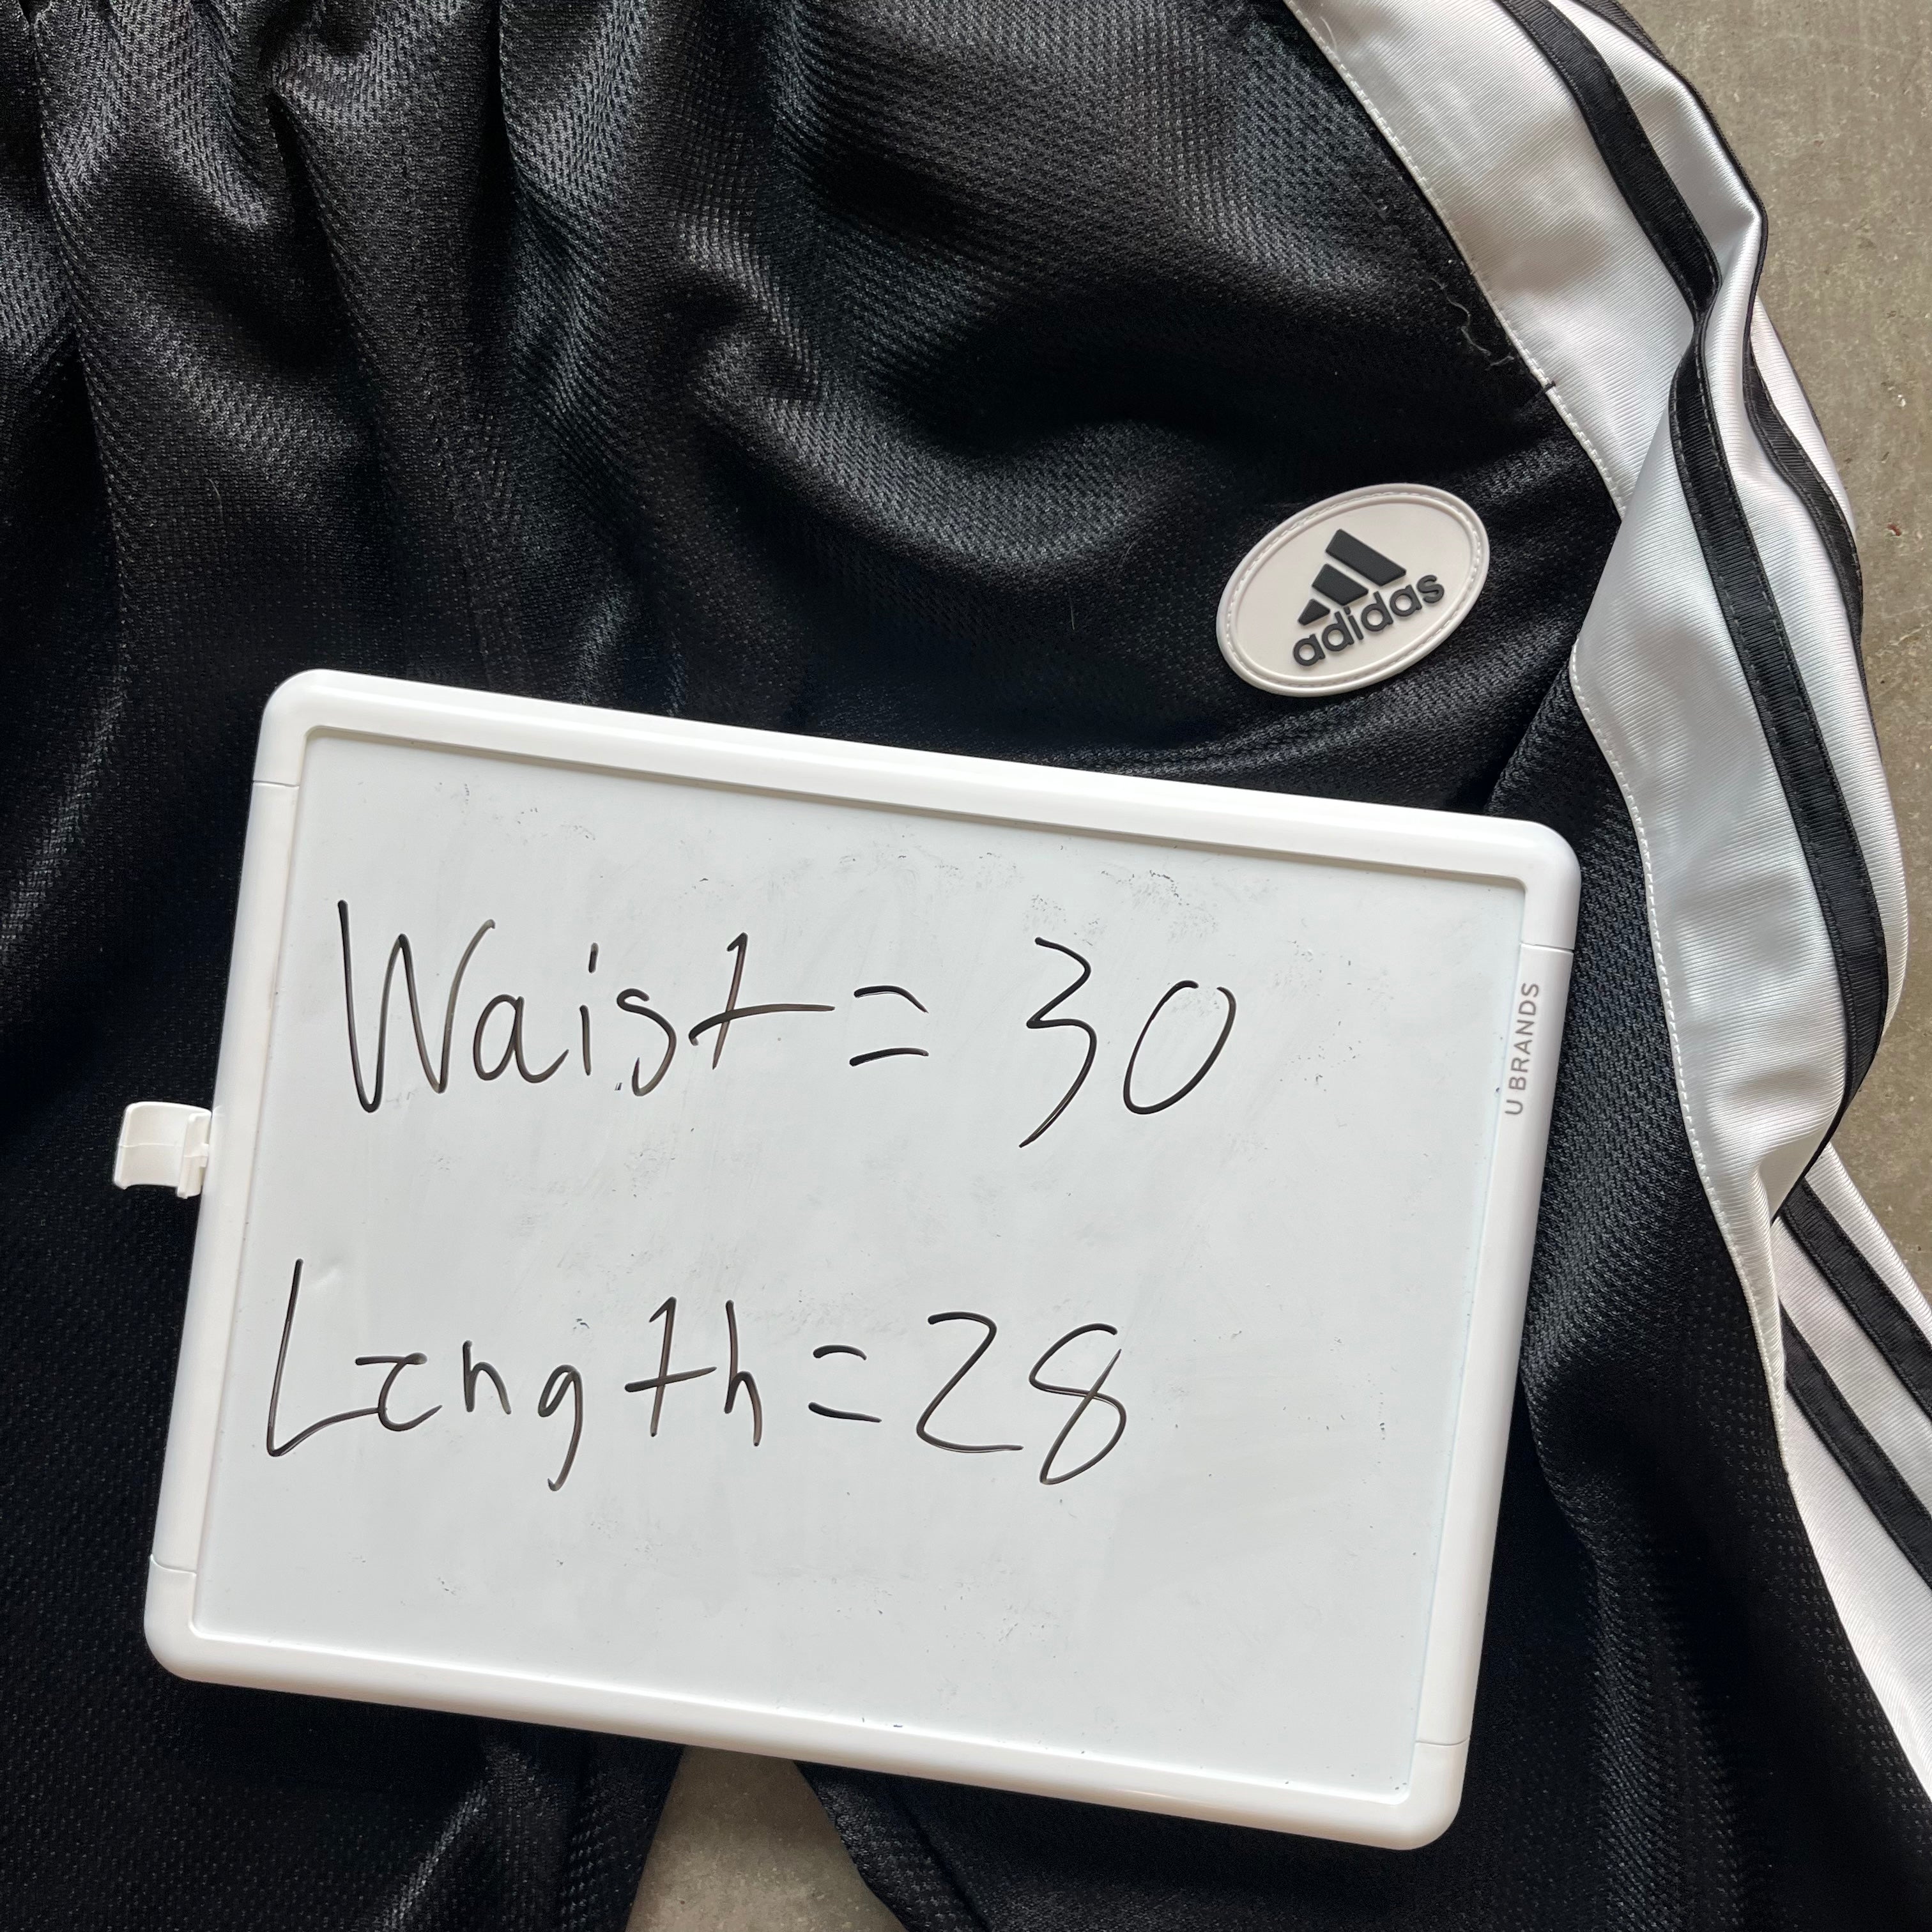 adidas
Waist = 30
Length = 28
U BRANDS